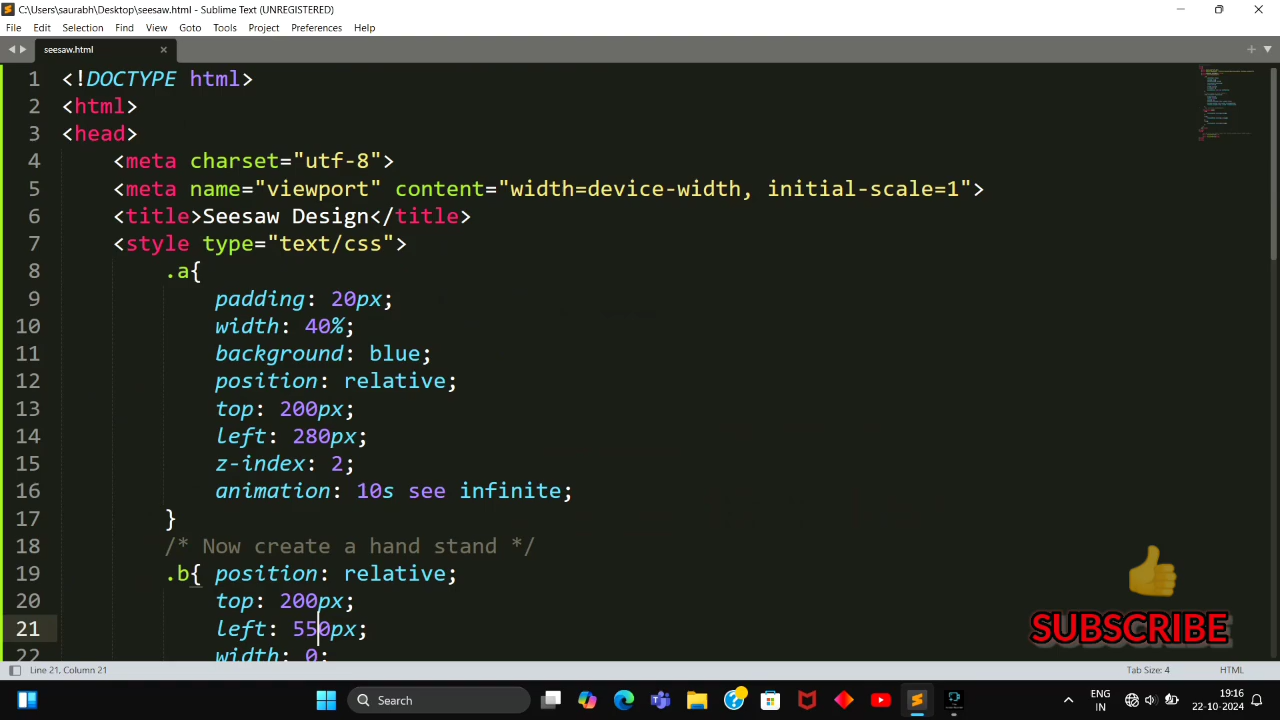 C:\Users\saurabh\Desktop\seesaw.html - Sublime Text (UNREGISTERED)
File Edit Selection Find View Goto Tools Project Preferences Help
seesaw.html
1 <!DOCTYPE html>
2 <html>
3 <head>
4 <meta charset="utf-8">
5 <meta name="viewport" content="width=device-width, initial-scale=1">
6 <title>Seesaw Design</title>
7 <style type="text/css">
8 .a{
9 padding: 20px;
10 width: 40%;
11 background: blue;
12 position: relative;
13 top: 200px;
14 left: 280px;
15 z-index: 2;
16 animation: 10s see infinite;
17 }
18 /* Now create a hand stand */
19 .b{ position: relative;
20 top: 200px;
21 left: 550px;
22 width: 0;
SUBSCRIBE
Line 21, Column 21 Tab Size: 4 HTML
Search
ENG 19:16
IN 22-10-2024